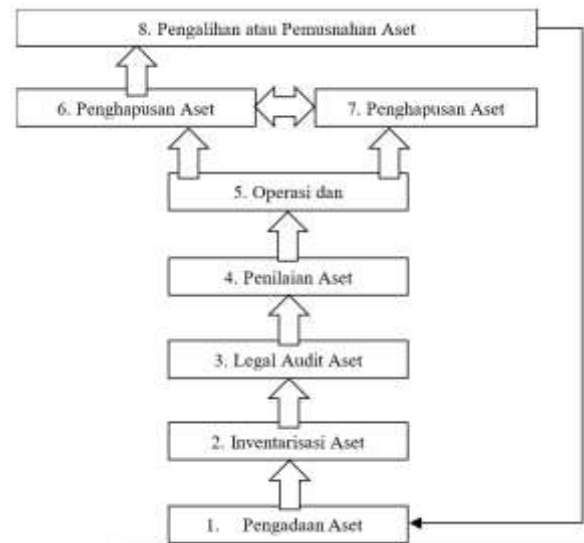 8. Pengalihan atau Pemusnahan Aset
6. Penghapusan Aset
7. Penghapusan Aset
5. Operasi dan
4. Penilaian Aset
3. Legal Audit Aset
2. Inventarisasi Aset
1. Pengadaan Aset